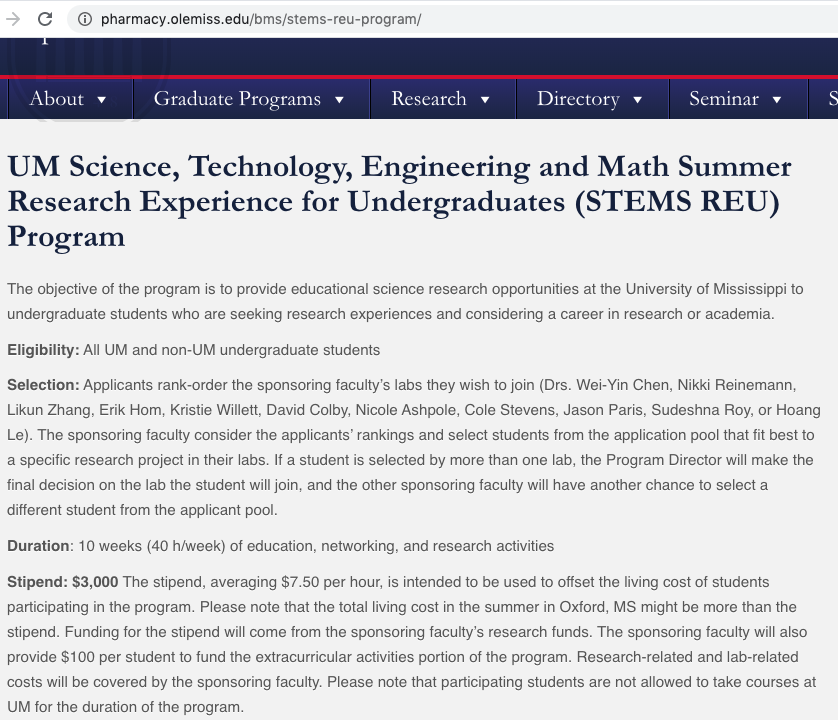 pharmacy.olemiss.edu/bms/stems-reu-program/
About Graduate Programs Research Directory Seminar S
UM Science, Technology, Engineering and Math Summer
Research Experience for Undergraduates (STEMS REU)
Program
The objective of the program is to provide educational science research opportunities at the University of Mississippi to
undergraduate students who are seeking research experiences and considering a career in research or academia.
Eligibility: All UM and non-UM undergraduate students
Selection: Applicants rank-order the sponsoring faculty's labs they wish to join (Drs. Wei-Yin Chen, Nikki Reinemann,
Likun Zhang, Erik Hom, Kristie Willett, David Colby, Nicole Ashpole, Cole Stevens, Jason Paris, Sudeshna Roy, or Hoang
Le). The sponsoring faculty consider the applicants' rankings and select students from the application pool that fit best to
a specific research project in their labs. If a student is selected by more than one lab, the Program Director will make the
final decision on the lab the student will join, and the other sponsoring faculty will have another chance to select a
different student from the applicant pool.
Duration: 10 weeks (40 h/week) of education, networking, and research activities
Stipend: $3,000 The stipend, averaging $7.50 per hour, is intended to be used to offset the living cost of students
participating in the program. Please note that the total living cost in the summer in Oxford, MS might be more than the
stipend. Funding for the stipend will come from the sponsoring faculty's research funds. The sponsoring faculty will also
provide $100 per student to fund the extracurricular activities portion of the program. Research-related and lab-related
costs will be covered by the sponsoring faculty. Please note that participating students are not allowed to take courses at
UM for the duration of the program.